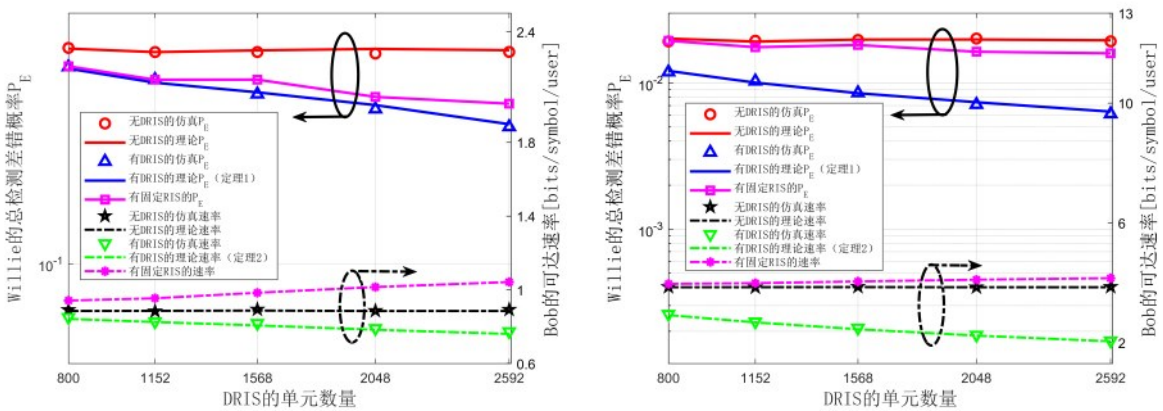 Willie的总检测差错概率P_E
10^-1
无DRIS的仿真P_E
无DRIS的理论P_E
有DRIS的仿真P_E
有DRIS的理论P_E (定理1)
有固定RIS的P_E
无DRIS的仿真速率
无DRIS的理论速率
有DRIS的仿真速率
有DRIS的理论速率(定理2)
有固定RIS的速率
2.4
1.8
1.4
1
0.6
Bob的可达速率[bits/symbol/user]
800 1152 1568 2048 2592
DRIS的单元数量
Willie的总检测差错概率P_E
10^-2
10^-3
无DRIS的仿真P_E
无DRIS的理论P_E
有DRIS的仿真P_E
有DRIS的理论P_E (定理1)
有固定RIS的P_E
无DRIS的仿真速率
无DRIS的理论速率
有DRIS的仿真速率
有DRIS的理论速率(定理2)
有固定RIS的速率
13
10
6
2
Bob的可达速率[bits/symbol/user]
800 1152 1568 2048 2592
DRIS的单元数量